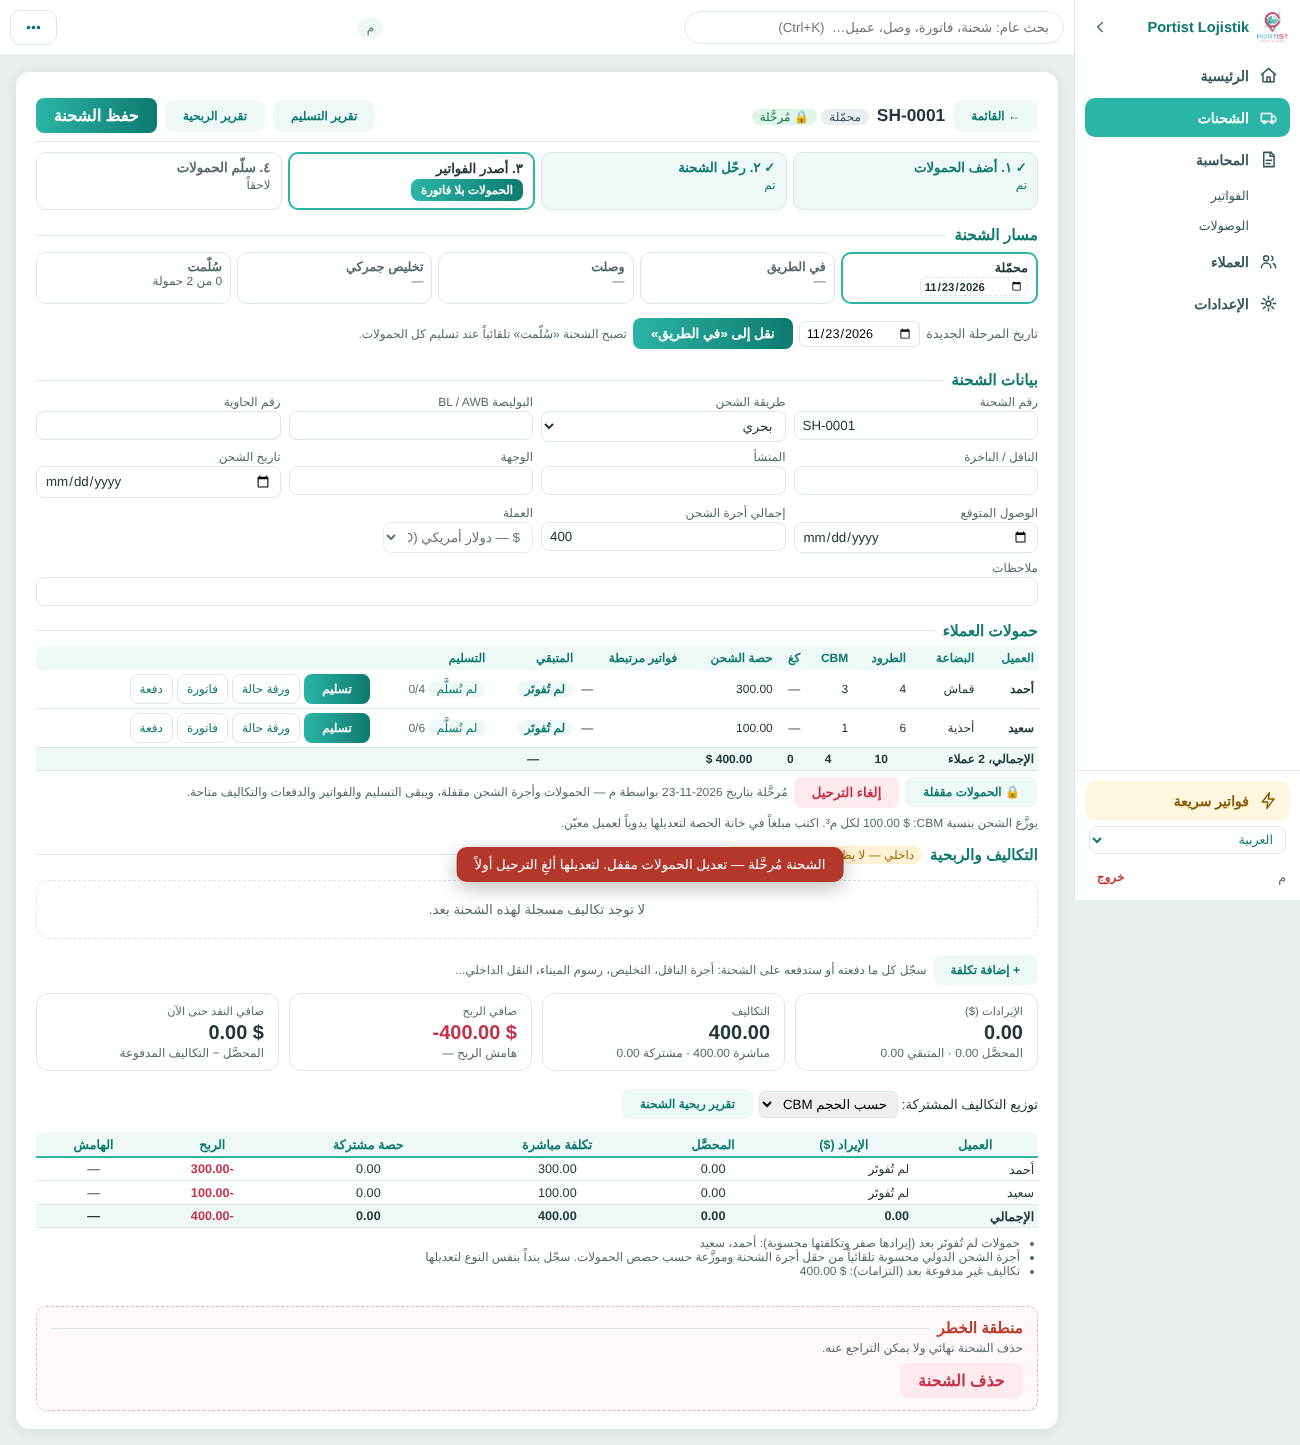 Portist Lojistik
PORTIST
الرئيسية
الشحنات
المحاسبة
الفواتير
الوصولات
العملاء
الإعدادات
فواتير سريعة
العربية
م
خروج
بحث عام: شحنة، فاتورة، وصل، عميل… (Ctrl+K)
م
•••
← القائمة
SH-0001
محمّلة
🔒 مُرحَّلة
تقرير التسليم
تقرير الربحية
حفظ الشحنة
✓ ١. أضف الحمولات
تم
✓ ٢. رحّل الشحنة
تم
٣. أصدر الفواتير
الحمولات بلا فاتورة
٤. سلّم الحمولات
لاحقاً
مسار الشحنة
محمّلة
11/23/2026
في الطريق
—
وصلت
—
تخليص جمركي
—
سُلّمت
0 من 2 حمولة
تاريخ المرحلة الجديدة
11/23/2026
نقل إلى «في الطريق»
تصبح الشحنة «سُلّمت» تلقائياً عند تسليم كل الحمولات.
بيانات الشحنة
رقم الشحنة
SH-0001
طريقة الشحن
بحري
البوليصة BL / AWB
رقم الحاوية
الناقل / الباخرة
المنشأ
الوجهة
تاريخ الشحن
mm/dd/yyyy
الوصول المتوقع
mm/dd/yyyy
إجمالي أجرة الشحن
400
العملة
$ — دولار أمريكي
ملاحظات
حمولات العملاء
العميل البضاعة الطرود CBM كغ حصة الشحن فواتير مرتبطة المتبقي التسليم
أحمد قماش 4 3 — 300.00 — لم تُفوتَر لم تُسلَّم 0/4 تسليم ورقة حالة فاتورة دفعة
سعيد أحذية 6 1 — 100.00 — لم تُفوتَر لم تُسلَّم 0/6 تسليم ورقة حالة فاتورة دفعة
الإجمالي، 2 عملاء 10 4 0 400.00 $ —
🔒 الحمولات مقفلة
إلغاء الترحيل
مُرحَّلة بتاريخ 2026-11-23 بواسطة م — الحمولات وأجرة الشحن مقفلة، ويبقى التسليم والفواتير والدفعات والتكاليف متاحة.
يوزَّع الشحن بنسبة CBM: $ 100.00 لكل م³. اكتب مبلغاً في خانة الحصة لتعديلها يدوياً لعميل معيّن.
التكاليف والربحية
داخلي — لا
الشحنة مُرحَّلة — تعديل الحمولات مقفل. لتعديلها ألغِ الترحيل أولاً
لا توجد تكاليف مسجلة لهذه الشحنة بعد.
+ إضافة تكلفة
سجّل كل ما دفعته أو ستدفعه على الشحنة: أجرة الناقل، التخليص، رسوم الميناء، النقل الداخلي...
الإيرادات ($)
0.00
المحصَّل 0.00 · المتبقي 0.00
التكاليف
400.00
مباشرة 400.00 · مشتركة 0.00
صافي الربح
-400.00 $
هامش الربح —
صافي النقد حتى الآن
0.00 $
المحصَّل − التكاليف المدفوعة
توزيع التكاليف المشتركة:
حسب الحجم CBM
تقرير ربحية الشحنة
العميل الإيراد ($) المحصَّل تكلفة مباشرة حصة مشتركة الربح الهامش
أحمد لم تُفوتَر 0.00 300.00 0.00 -300.00 —
سعيد لم تُفوتَر 0.00 100.00 0.00 -100.00 —
الإجمالي 0.00 0.00 400.00 0.00 -400.00 —
• حمولات لم تُفوتَر بعد (إيرادها صفر وتكلفتها محسوبة): أحمد، سعيد
• أجرة الشحن الدولي محسوبة تلقائياً من حقل أجرة الشحنة وموزَّعة حسب حصص الحمولات. سجّل بنداً بنفس النوع لتعديلها
• تكاليف غير مدفوعة بعد (التزامات): $ 400.00
منطقة الخطر
حذف الشحنة نهائي ولا يمكن التراجع عنه.
حذف الشحنة